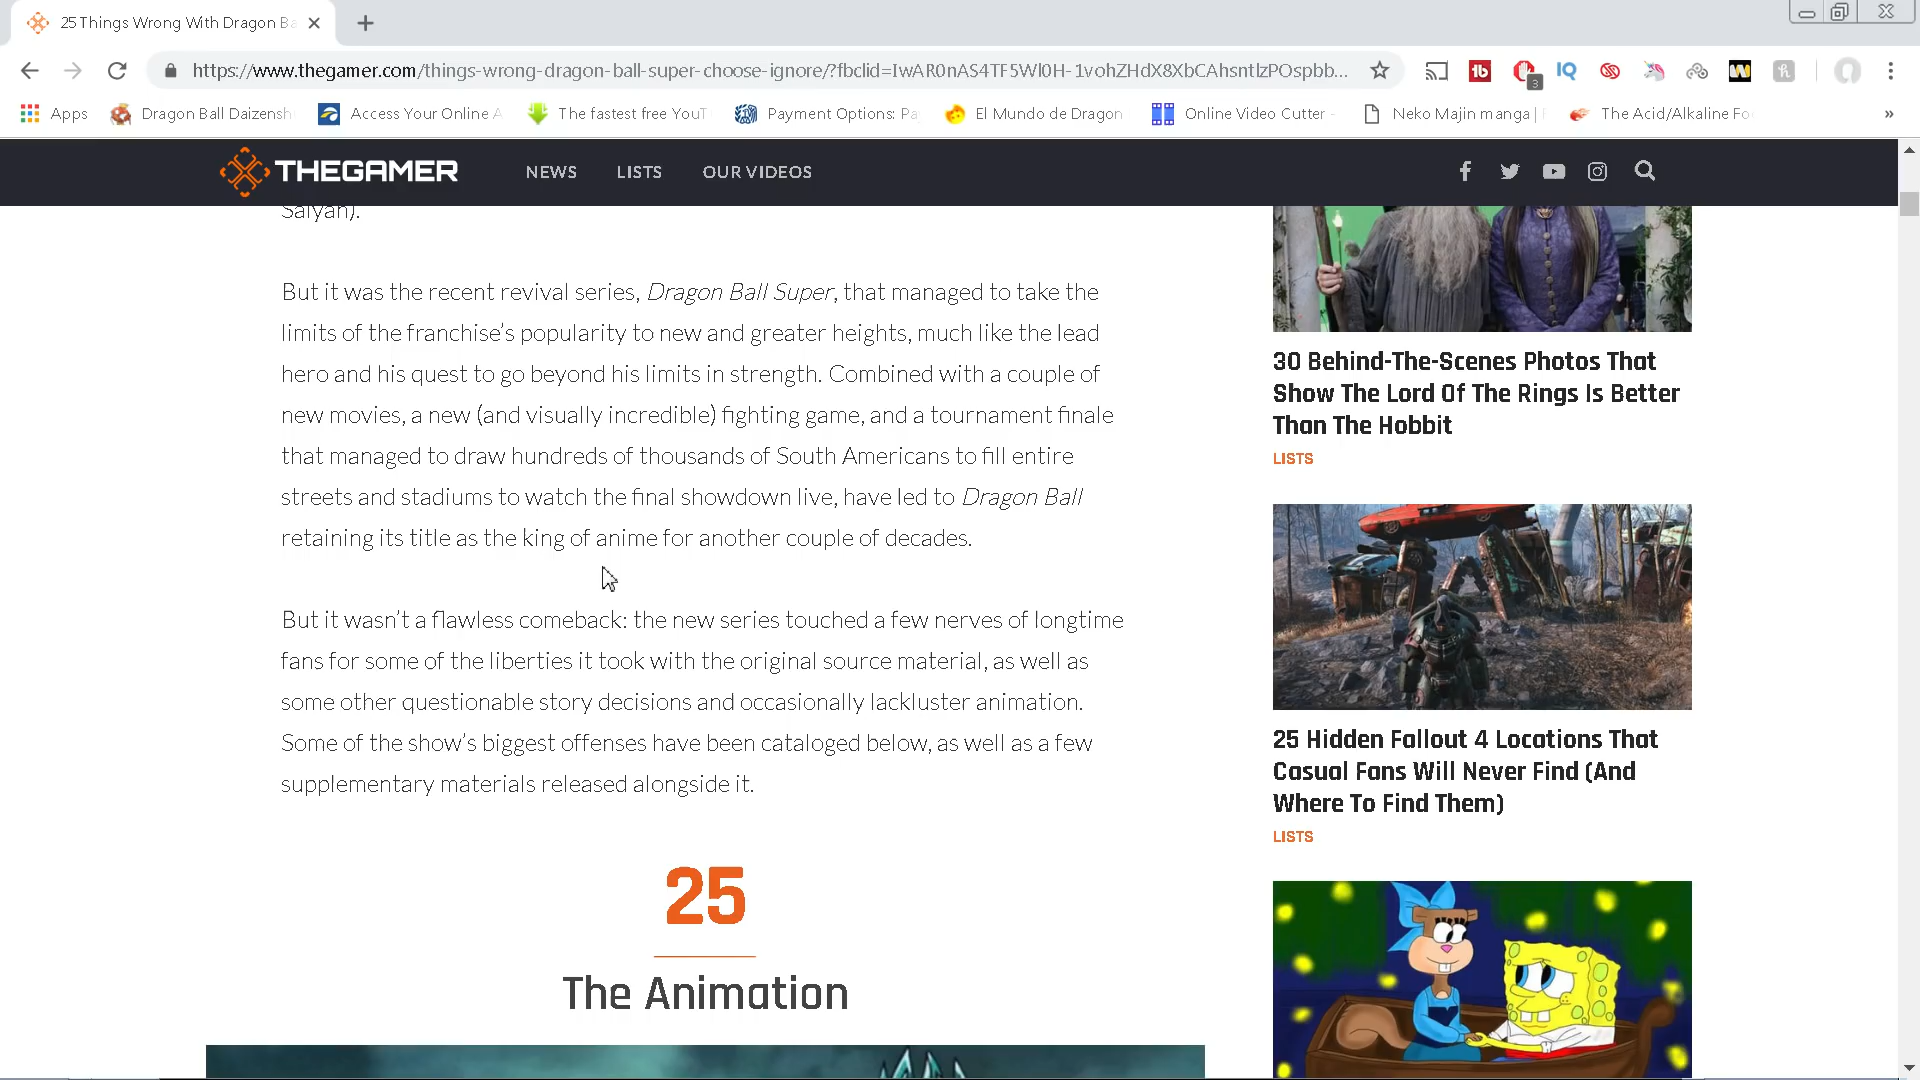 25 Things Wrong With Dragon Ba
https://www.thegamer.com/things-wrong-dragon-ball-super-choose-ignore/?fbclid=IwAR0nAS4TF5Wl0H-1vohZHdX8XbCAhsntlzPOspbb...
3
Apps
Dragon Ball Daizensh
Access Your Online A
The fastest free YouT
Payment Options: Pa
El Mundo de Dragon
Online Video Cutter -
Neko Majin manga |
The Acid/Alkaline Fo
»
THEGAMER
NEWS
LISTS
OUR VIDEOS
Saiyan).
But it was the recent revival series, Dragon Ball Super, that managed to take the
limits of the franchise's popularity to new and greater heights, much like the lead
hero and his quest to go beyond his limits in strength. Combined with a couple of
new movies, a new (and visually incredible) fighting game, and a tournament finale
that managed to draw hundreds of thousands of South Americans to fill entire
streets and stadiums to watch the final showdown live, have led to Dragon Ball
retaining its title as the king of anime for another couple of decades.
But it wasn't a flawless comeback: the new series touched a few nerves of longtime
fans for some of the liberties it took with the original source material, as well as
some other questionable story decisions and occasionally lackluster animation.
Some of the show's biggest offenses have been cataloged below, as well as a few
supplementary materials released alongside it.
25
The Animation
30 Behind-The-Scenes Photos That
Show The Lord Of The Rings Is Better
Than The Hobbit
LISTS
25 Hidden Fallout 4 Locations That
Casual Fans Will Never Find (And
Where To Find Them)
LISTS